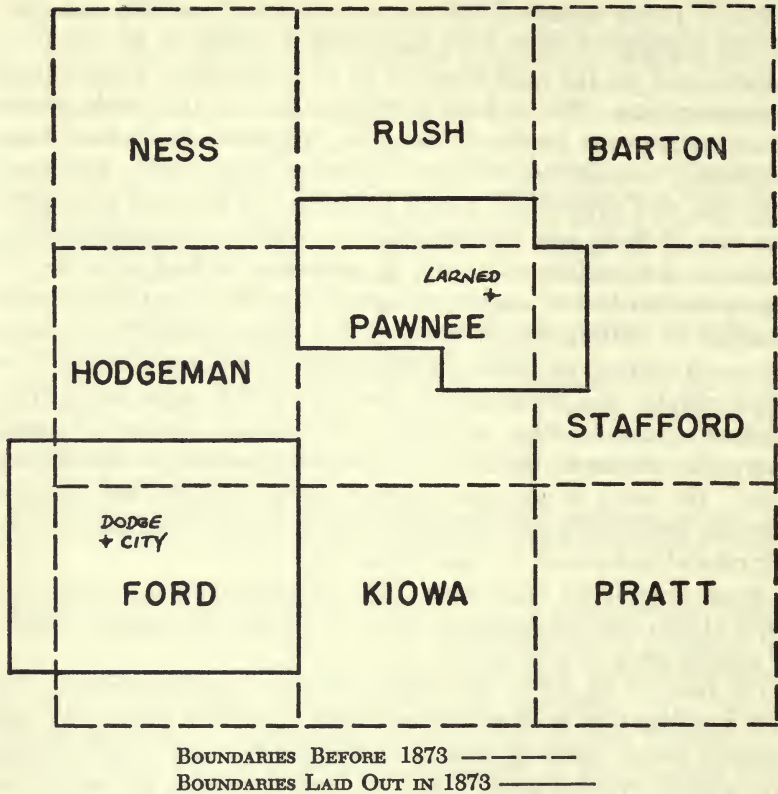 NESS
RUSH
BARTON
LARNED
PAWNEE
HODGEMAN
STAFFORD
DODGE
CITY
FORD
KIOWA
PRATT
BOUNDARIES BEFORE 1873
BOUNDARIES LAID OUT IN 1873